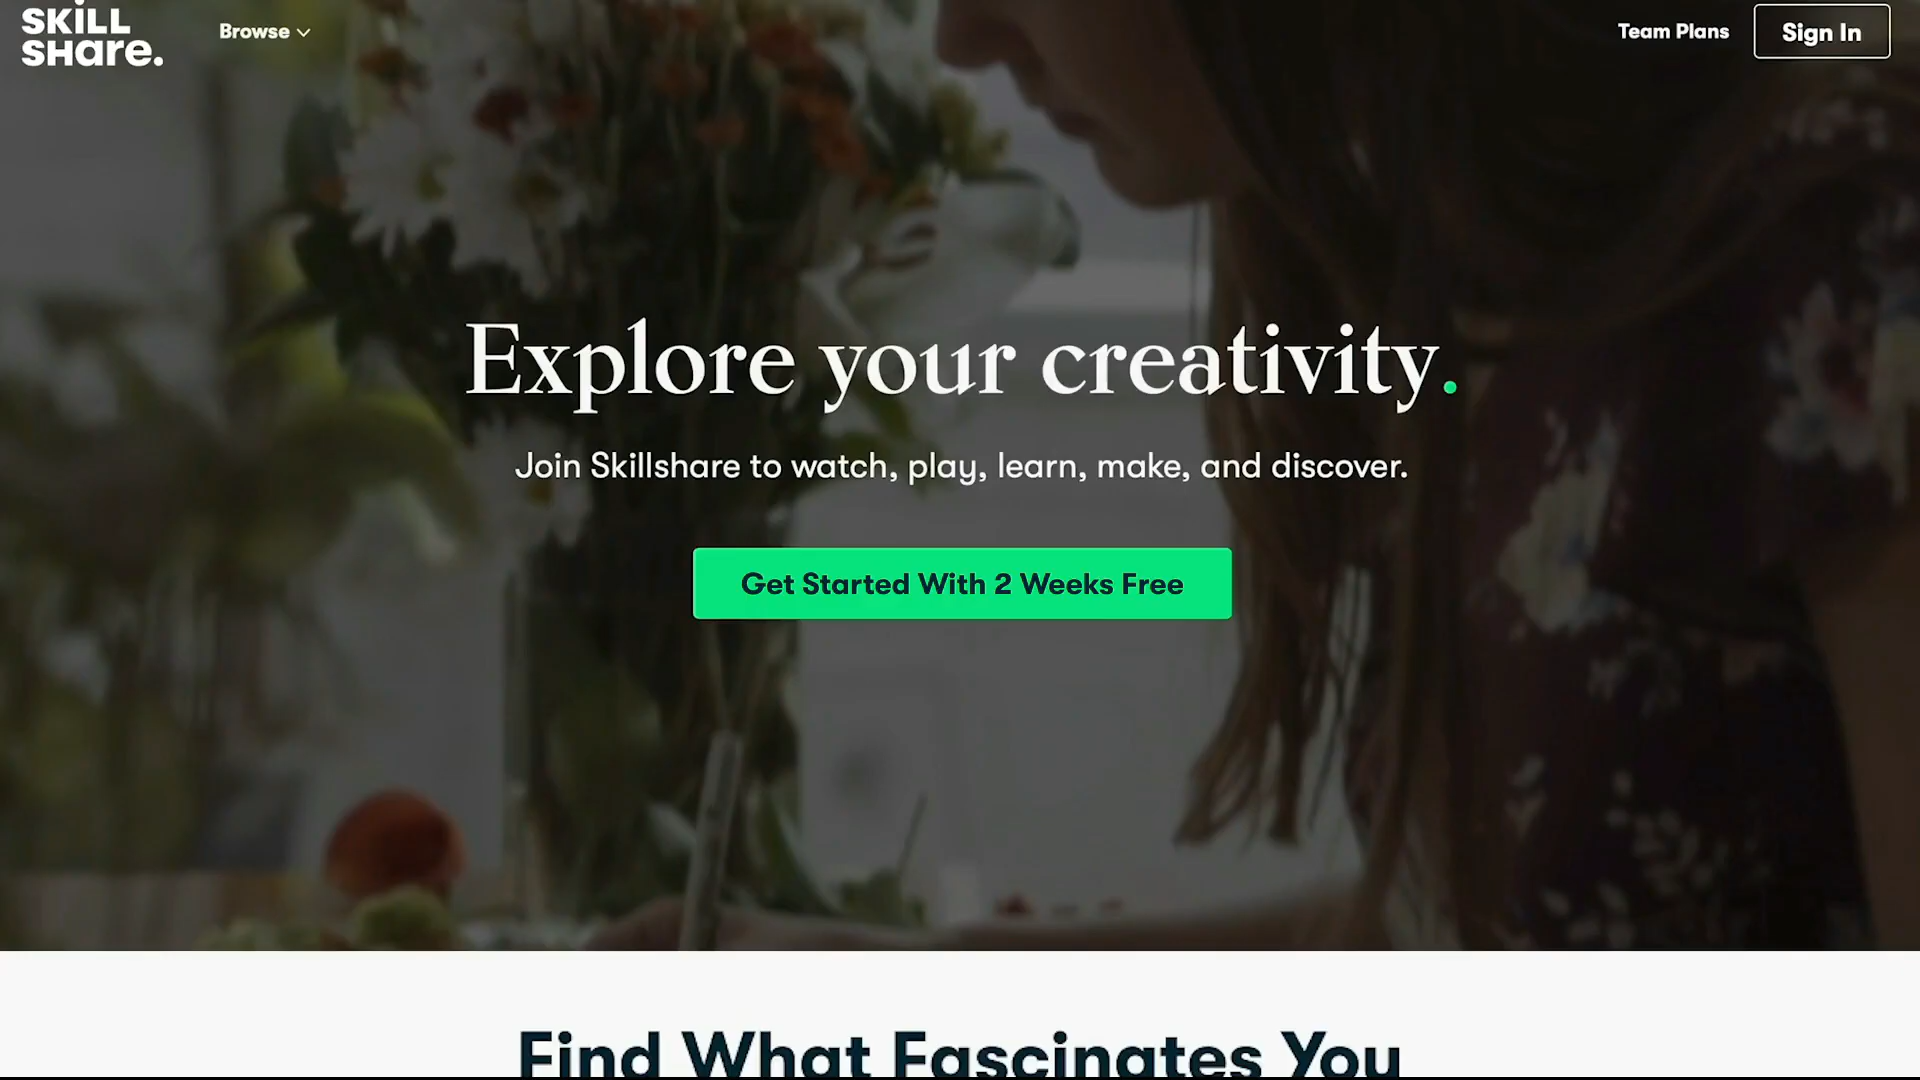 SKILL
SHare.
Browse
Team Plans
Sign In
Explore your creativity.
Join Skillshare to watch, play, learn, make, and discover.
Get Started With 2 Weeks Free
Find What Fascinates You